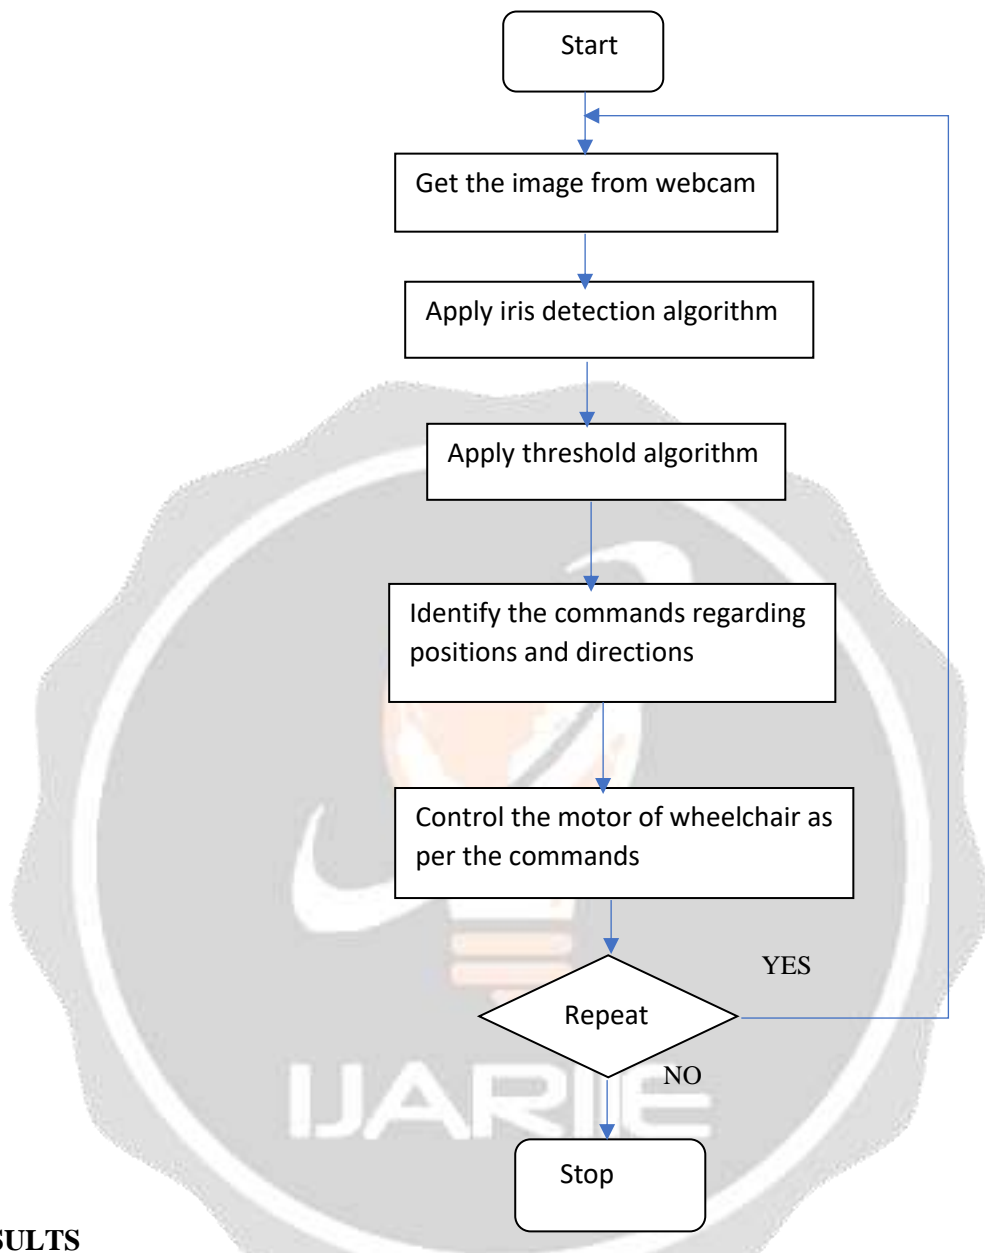 Start
Get the image from webcam
Apply iris detection algorithm
Apply threshold algorithm
Identify the commands regarding
positions and directions
Control the motor of wheelchair as
per the commands
YES
Repeat
NO
IJARIE
Stop
SULTS